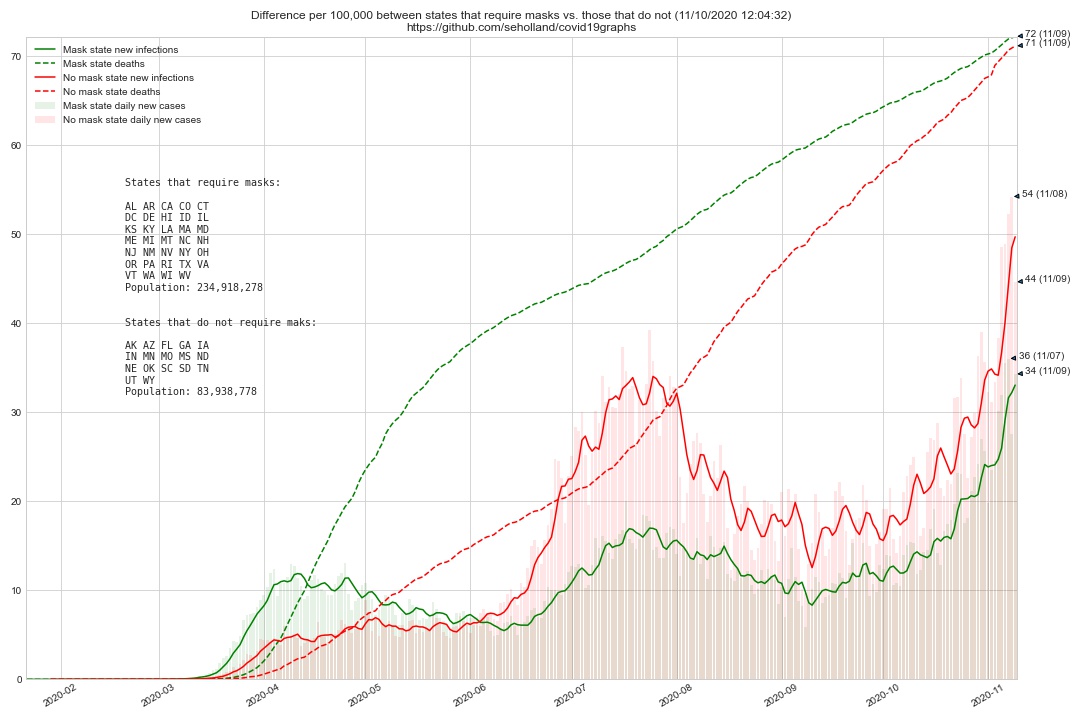 Difference per 100,000 between states that require masks vs. those that do not (11/10/2020 12:04:32)
https://github.com/seholland/covid19graphs
Mask state new infections
Mask state deaths
No mask state new infections
No mask state deaths
Mask state daily new cases
No mask state daily new cases
States that require masks:
AL AR CA CO CT
DC DE HI ID IL
KS KY LA MA MD
ME MI MT NC NH
NJ NM NV NY OH
OR PA RI TX VA
VT WA WI WV
Population: 234,918,278
States that do not require maks:
AK AZ FL GA IA
IN MN MO MS ND
NE OK SC SD TN
UT WY
Population: 83,938,778
72 (11/09)
71 (11/09)
54 (11/08)
44 (11/09)
36 (11/07)
34 (11/09)
70
60
50
40
30
20
10
0
2020-02
2020-03
2020-04
2020-05
2020-06
2020-07
2020-08
2020-09
2020-10
2020-11